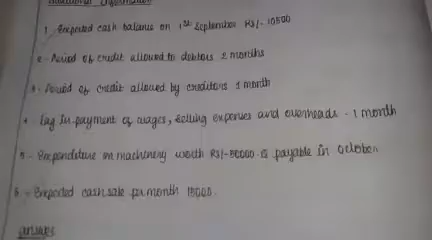 Additional Information
1. Expected cash balance on 1st September RS/- 10500
2 - Period of credit allowed to debtors 2 months
3 - Period of credit allowed by creditors 1 month
4. Lag In payment of wages, selling expenses and overheads - 1 month
5 - Expenditure on machinery worth RS/- 50000 is payable in october
6 - Expected cash sale per month 15000.
answer